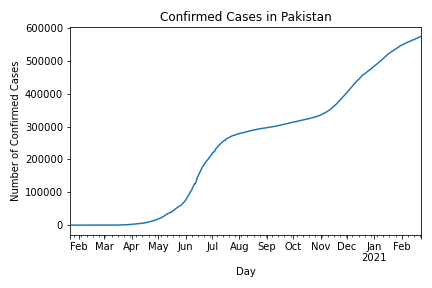 Confirmed Cases in Pakistan
600000
500000
400000
300000
200000
100000
0
Number of Confirmed Cases
Feb Mar Apr May Jun Jul Aug Sep Oct Nov Dec Jan Feb
2021
Day